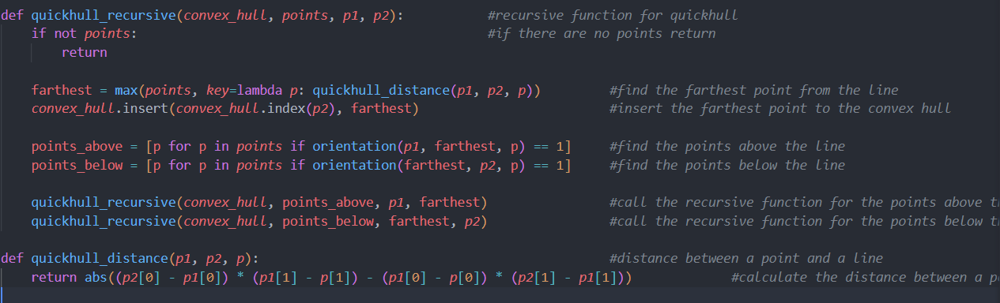 def quickhull_recursive(convex_hull, points, p1, p2):           #recursive function for quickhull
    if not points:                                              #if there are no points return
        return
    farthest = max(points, key=lambda p: quickhull_distance(p1, p2, p))         #find the farthest point from the line
    convex_hull.insert(convex_hull.index(p2), farthest)                         #insert the farthest point to the convex hull
    points_above = [p for p in points if orientation(p1, farthest, p) == 1]     #find the points above the line
    points_below = [p for p in points if orientation(farthest, p2, p) == 1]     #find the points below the line
    quickhull_recursive(convex_hull, points_above, p1, farthest)                #call the recursive function for the points above
    quickhull_recursive(convex_hull, points_below, farthest, p2)                #call the recursive function for the points below
def quickhull_distance(p1, p2, p):                                              #distance between a point and a line
    return abs((p2[0] - p1[0]) * (p1[1] - p[1]) - (p1[0] - p[0]) * (p2[1] - p1[1]))             #calculate the distance between a